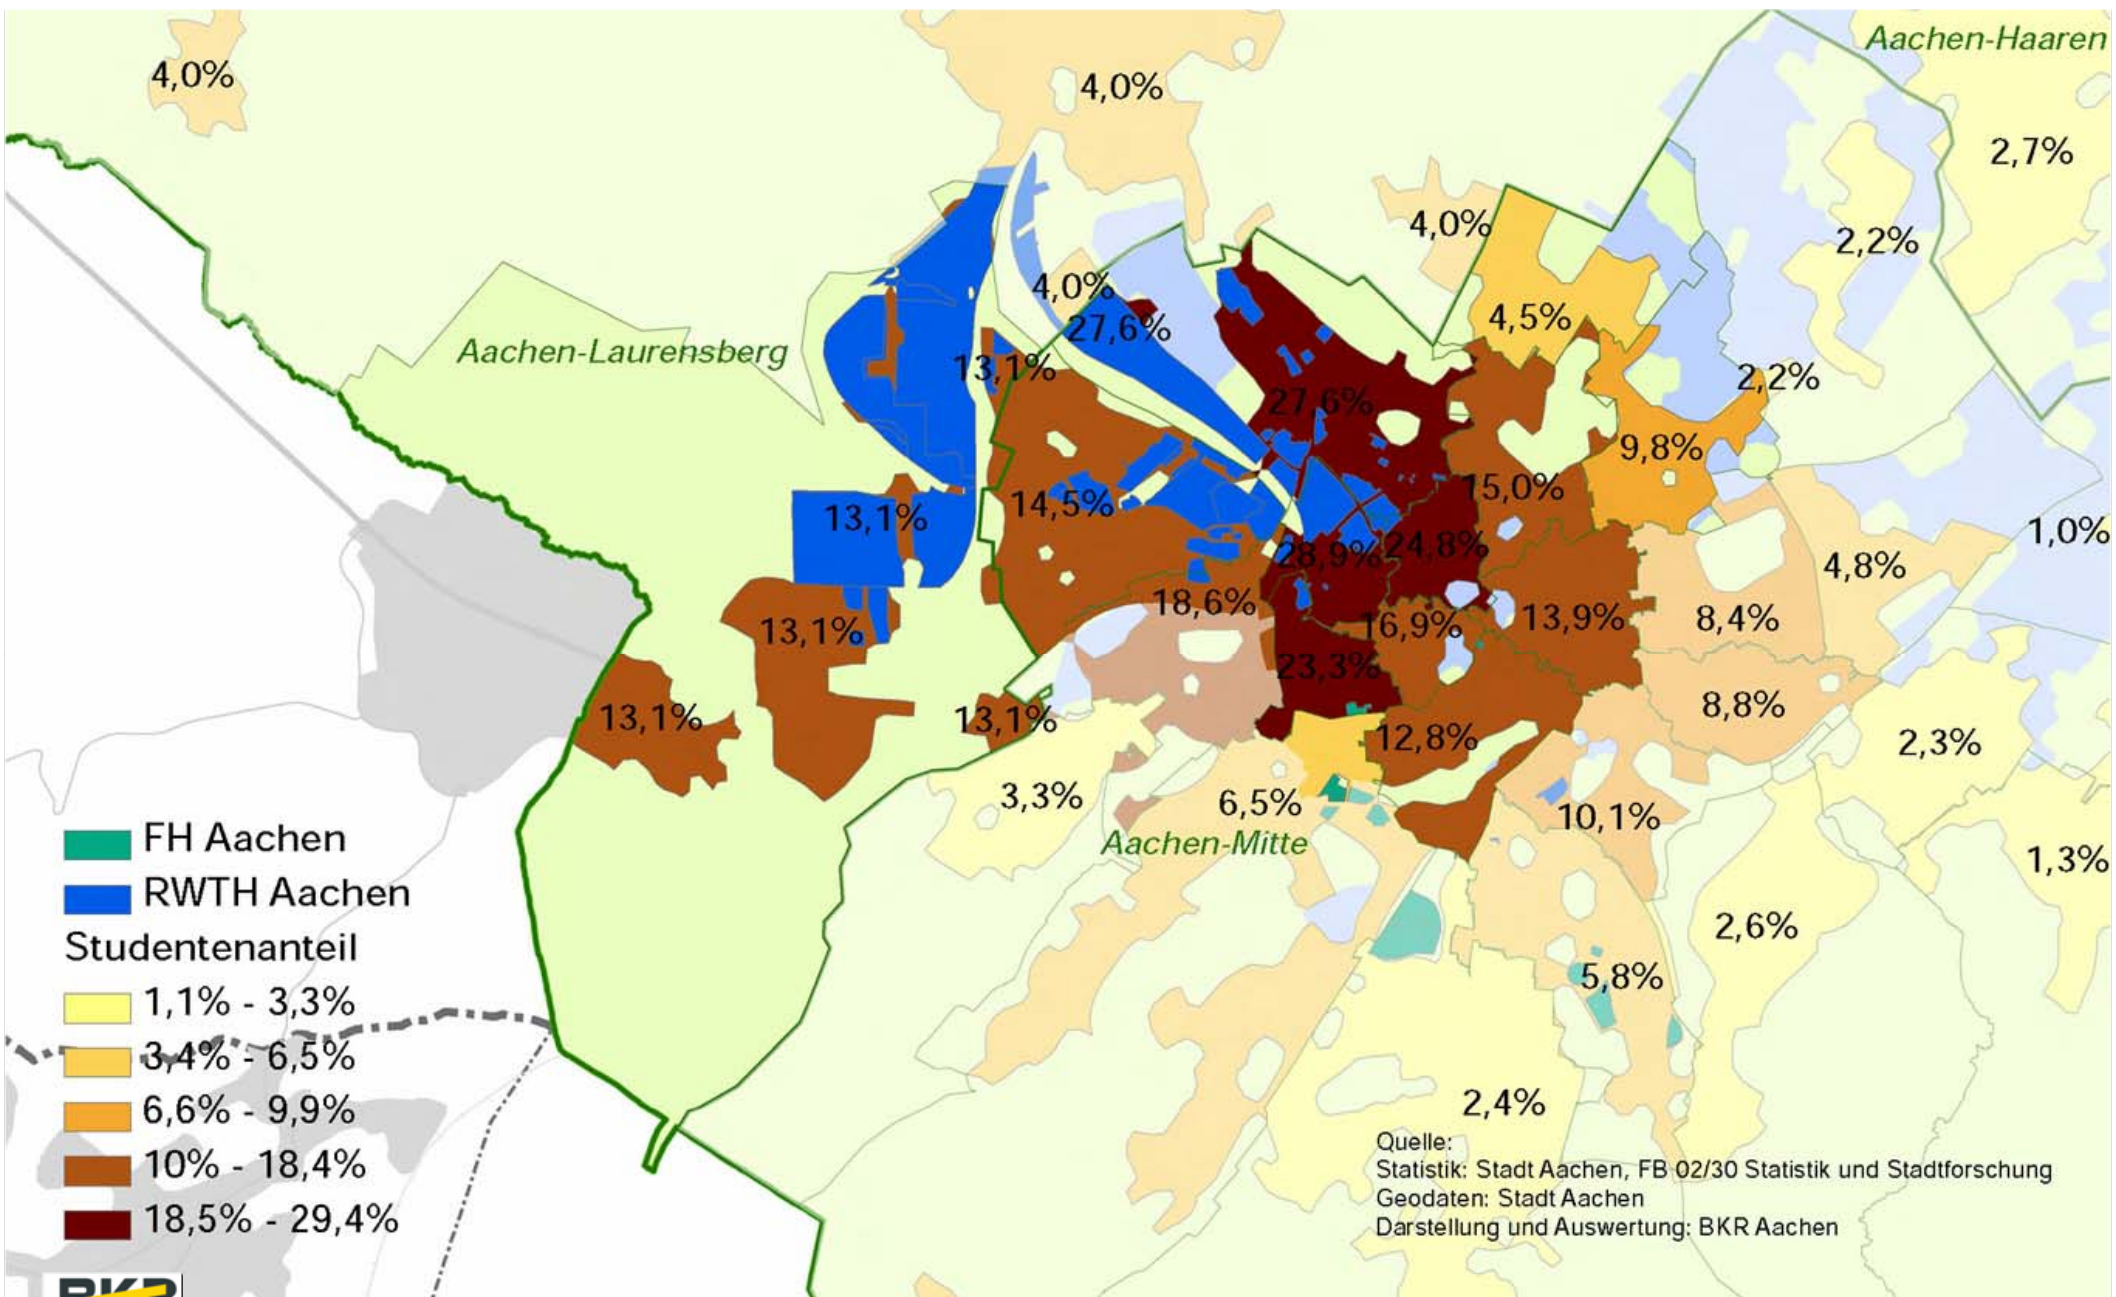 Aachen-Haaren
4,0%
4,0%
2,7%
4,0%
2,2%
4,0%
4,5%
27,6%
Aachen-Laurensberg
13,1%
2,2%
27,6%
9,8%
15,0%
14,5%
13,1%
1,0%
28,9%
24,8%
4,8%
18,6%
16,9%
13,9%
8,4%
13,1%
23,3%
8,8%
13,1%
13,1%
12,8%
2,3%
3,3%
6,5%
10,1%
Aachen-Mitte
1,3%
2,6%
5,8%
2,4%
FH Aachen
RWTH Aachen
Studentenanteil
1,1% - 3,3%
3,4% - 6,5%
6,6% - 9,9%
10% - 18,4%
18,5% - 29,4%
Quelle:
Statistik: Stadt Aachen, FB 02/30 Statistik und Stadtforschung
Geodaten: Stadt Aachen
Darstellung und Auswertung: BKR Aachen
BKR